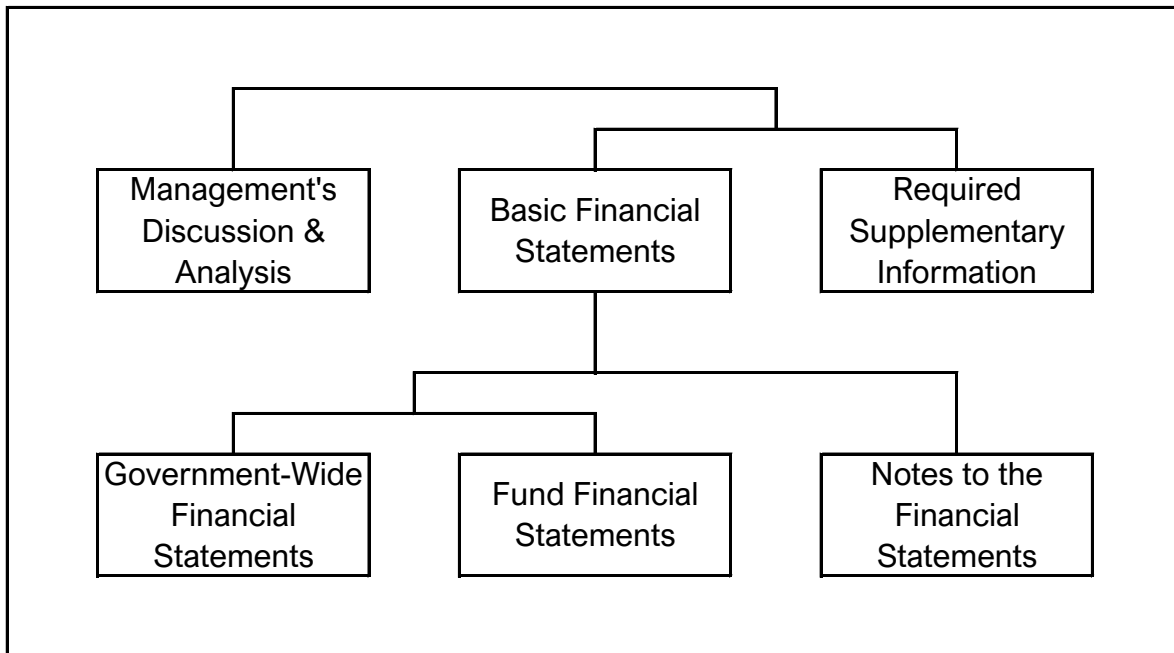 Management's
Discussion &
Analysis
Basic Financial
Statements
Required
Supplementary
Information
Government-Wide
Financial
Statements
Fund Financial
Statements
Notes to the
Financial
Statements